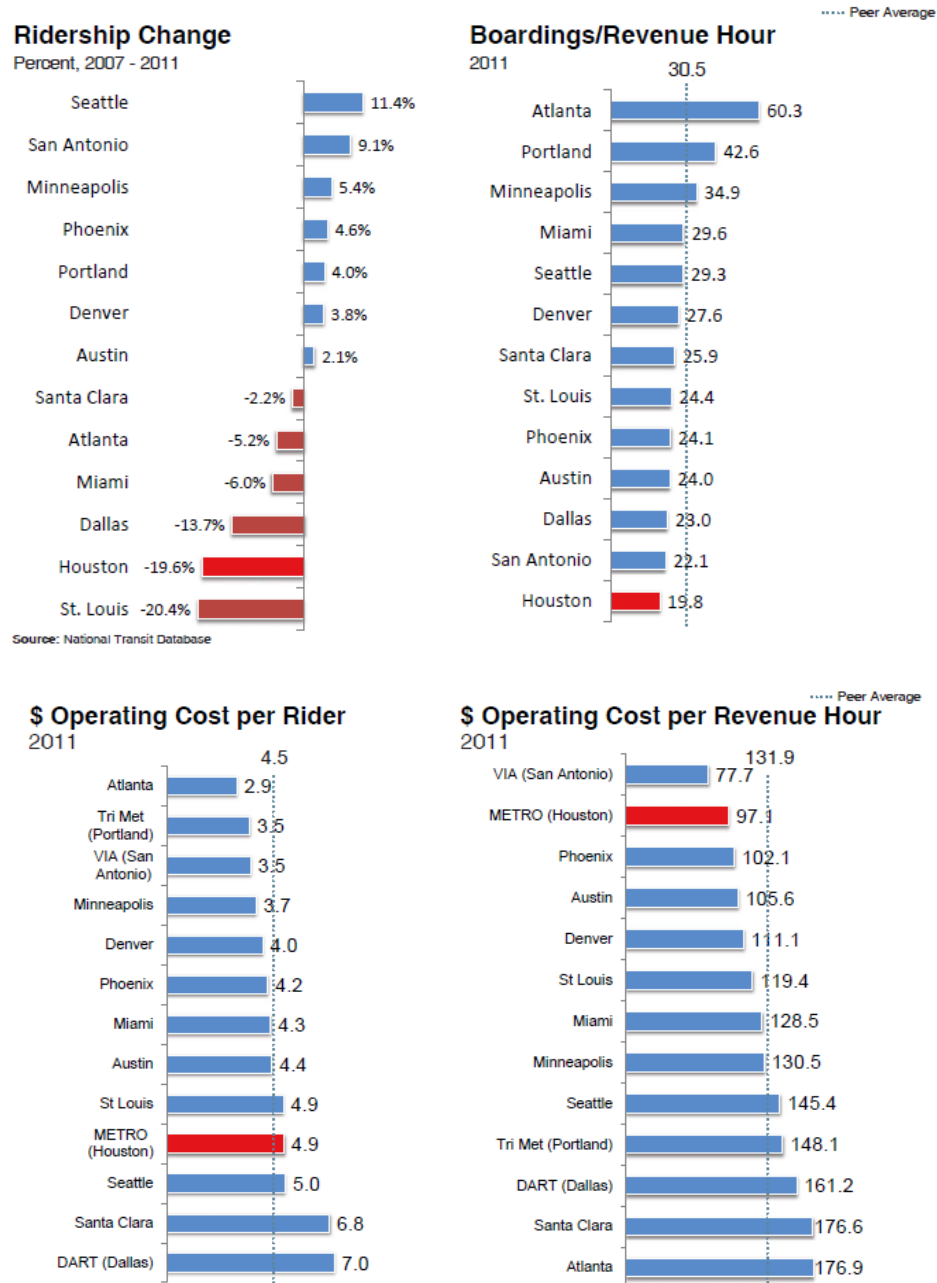 Peer Average
Ridership Change
Percent, 2007 - 2011
Seattle 11.4%
San Antonio 9.1%
Minneapolis 5.4%
Phoenix 4.6%
Portland 4.0%
Denver 3.8%
Austin 2.1%
Santa Clara -2.2%
Atlanta -5.2%
Miami -6.0%
Dallas -13.7%
Houston -19.6%
St. Louis -20.4%
Source: National Transit Database
Boardings/Revenue Hour
2011
30.5
Atlanta 60.3
Portland 42.6
Minneapolis 34.9
Miami 29.6
Seattle 29.3
Denver 27.6
Santa Clara 25.9
St. Louis 24.4
Phoenix 24.1
Austin 24.0
Dallas 23.0
San Antonio 22.1
Houston 19.8
Peer Average
$ Operating Cost per Rider
2011
4.5
Atlanta 2.9
Tri Met
(Portland) 3.5
VIA (San
Antonio) 3.5
Minneapolis 3.7
Denver 4.0
Phoenix 4.2
Miami 4.3
Austin 4.4
St Louis 4.9
METRO
(Houston) 4.9
Seattle 5.0
Santa Clara 6.8
DART (Dallas) 7.0
$ Operating Cost per Revenue Hour
2011
131.9
VIA (San Antonio) 77.7
METRO (Houston) 97.1
Phoenix 102.1
Austin 105.6
Denver 111.1
St Louis 119.4
Miami 128.5
Minneapolis 130.5
Seattle 145.4
Tri Met (Portland) 148.1
DART (Dallas) 161.2
Santa Clara 176.6
Atlanta 176.9